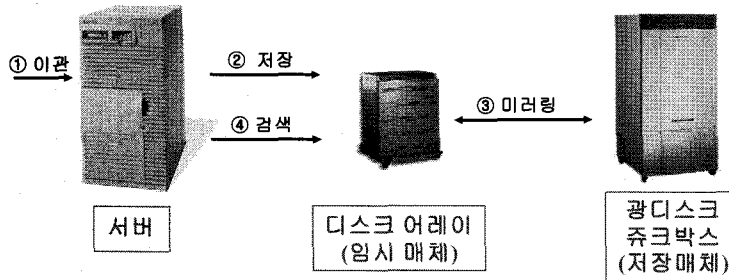 ① 이관
② 저장
④ 검색
③ 미러링
서버
디스크 어레이
(임시 매체)
광디스크
쥬크박스
(저장매체)